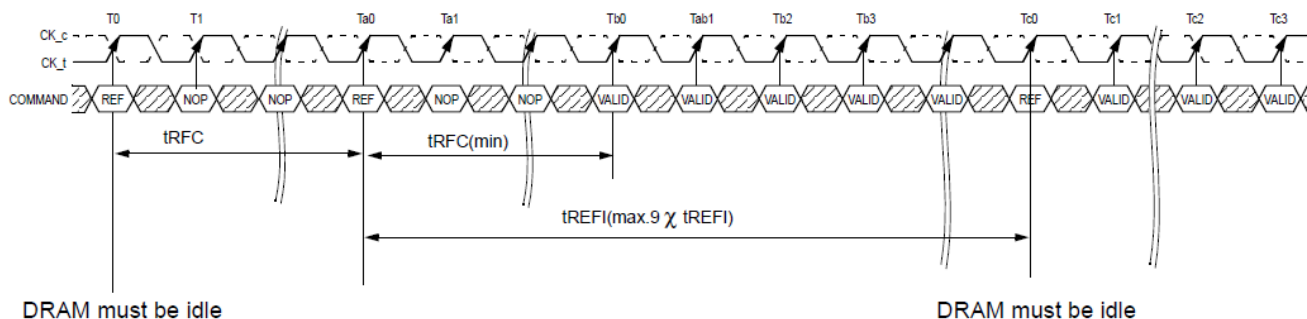 T0 T1 Ta0 Ta1 Tb0 Tab1 Tb2 Tb3 Tc0 Tc1 Tc2 Tc3
CK_c
CK_t
COMMAND REF NOP NOP REF NOP NOP VALID VALID VALID VALID VALID REF VALID VALID VALID
tRFC tRFC(min)
tREFI(max.9 χ tREFI)
DRAM must be idle DRAM must be idle